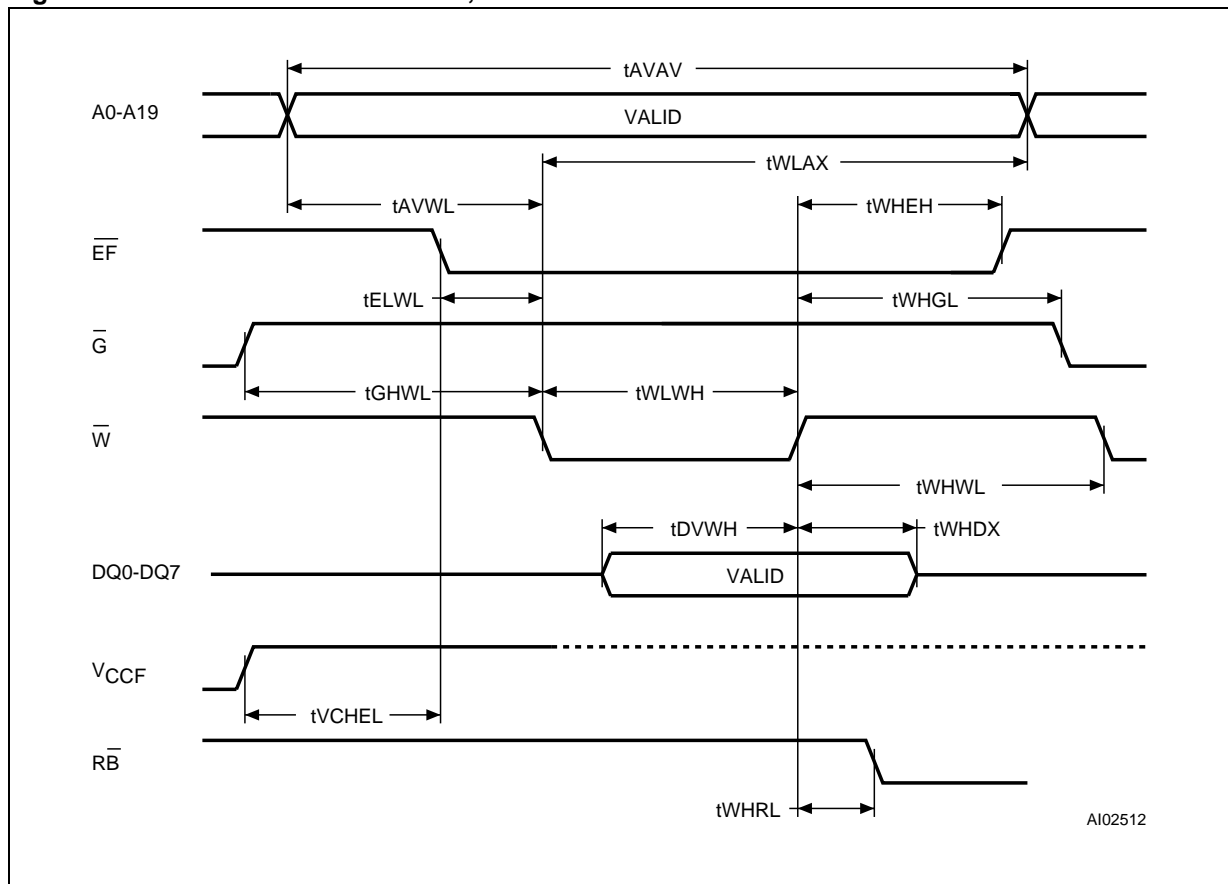 tAVAV
A0-A19
VALID
tWLAX
tAVWL
tWHEH
EF
tELWL
tWHGL
G
tGHWL
tWLWH
W
tWHWL
tDVWH
tWHDX
DQ0-DQ7
VALID
VCCF
tVCHEL
RB
tWHRL
AI02512